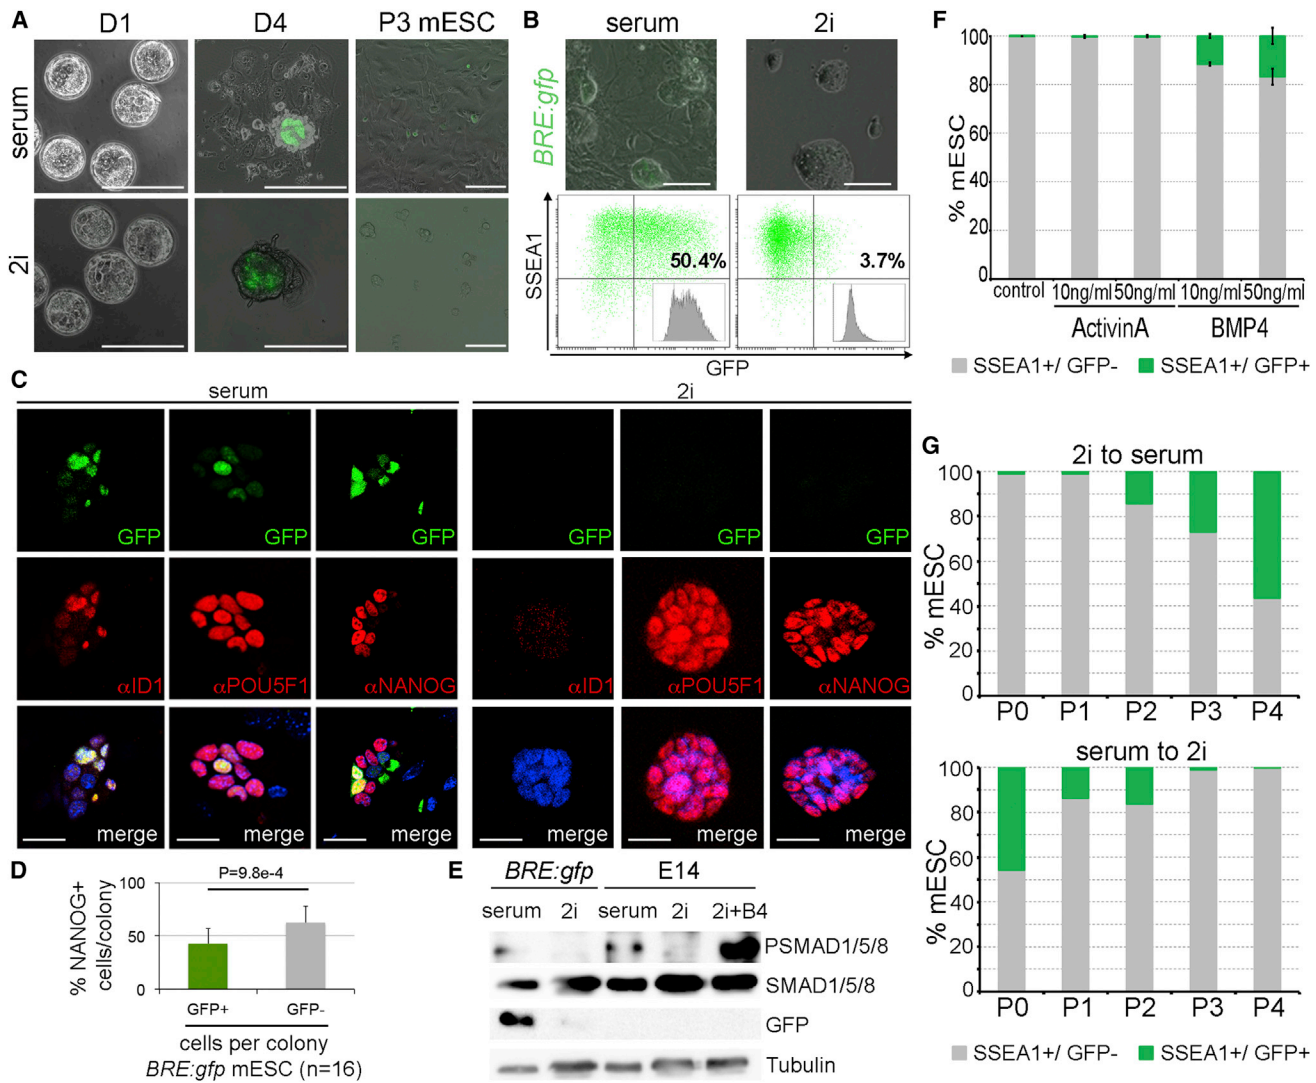 A
D1
D4
P3 mESC
serum
2i
B
serum
2i
BRE:gfp
SSEA1
50.4%
3.7%
GFP
C
serum
2i
GFP
GFP
GFP
GFP
GFP
GFP
αID1
αPOU5F1
αNANOG
αID1
αPOU5F1
αNANOG
merge
merge
merge
merge
merge
merge
D
P=9.8e-4
% NANOG+
cells/colony
100
50
0
GFP+
GFP-
cells per colony
BRE:gfp mESC (n=16)
E
BRE:gfp
E14
serum
2i
serum
2i
2i+B4
PSMAD1/5/8
SMAD1/5/8
GFP
Tubulin
F
% mESC
100
80
60
40
20
0
control
10ng/ml
50ng/ml
10ng/ml
50ng/ml
ActivinA
BMP4
SSEA1+/ GFP-
SSEA1+/ GFP+
G
2i to serum
% mESC
100
80
60
40
20
0
P0
P1
P2
P3
P4
serum to 2i
% mESC
100
80
60
40
20
0
P0
P1
P2
P3
P4
SSEA1+/ GFP-
SSEA1+/ GFP+